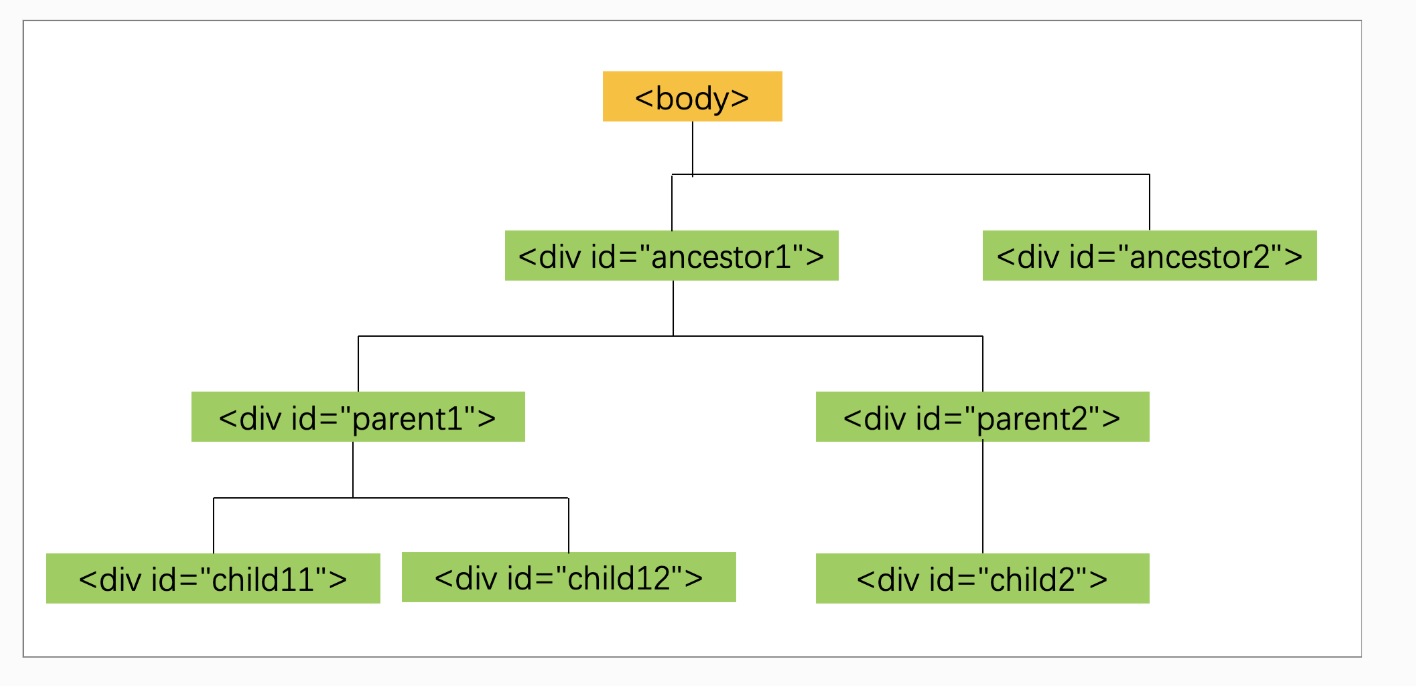 <body>
<div id="ancestor1">
<div id="ancestor2">
<div id="parent1">
<div id="parent2">
<div id="child11">
<div id="child12">
<div id="child2">